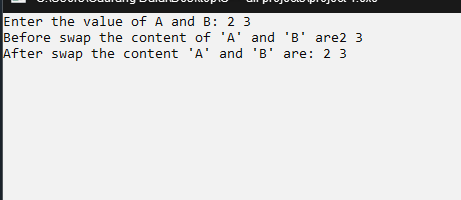 Enter the value of A and B: 2 3
Before swap the content of 'A' and 'B' are2 3
After swap the content 'A' and 'B' are: 2 3